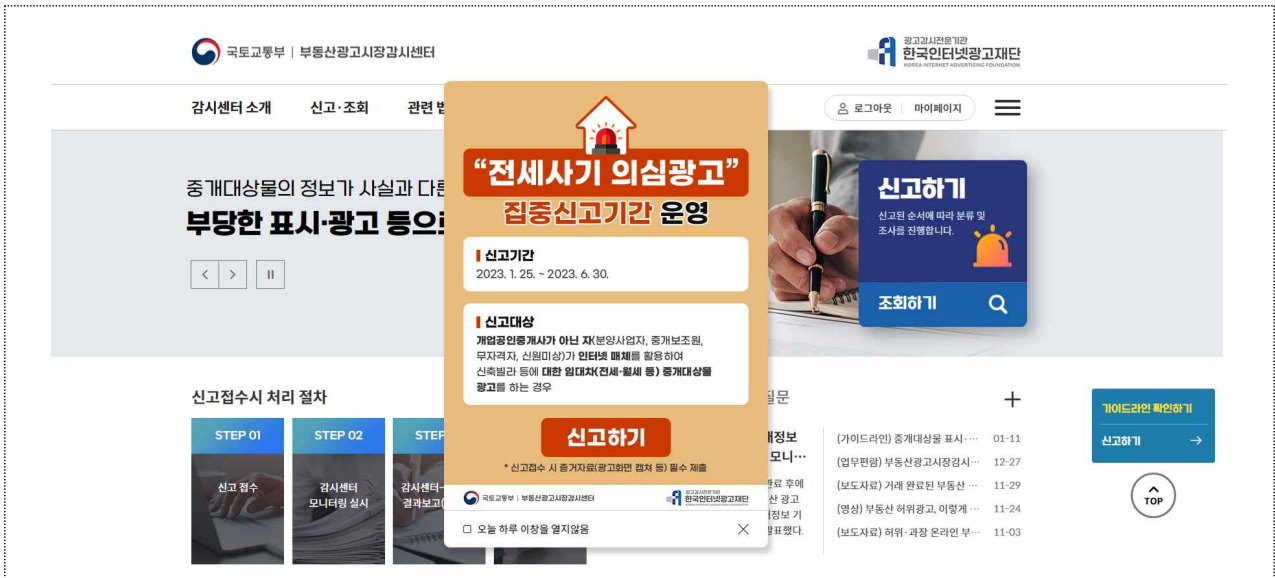 국토교통부 | 부동산광고시장감시센터
광고감시전문기관
한국인터넷광고재단
KOREA INTERNET ADVERTISING FOUNDATION
감시센터 소개
신고·조회
관련
로그아웃 | 마이페이지
중개대상물의 정보가 사실과
부당한 표시·광고
신고하기
신고된 순서에 따라 분류 및
조사를 진행합니다.
조회하기
“전세사기 의심광고”
집중신고기간 운영
신고기간
2023. 1. 25. ~ 2023. 6. 30.
신고대상
개업공인중개사가 아닌 자(분양사업자, 중개보조원,
무자격자, 신원미상)가 인터넷 매체를 활용하여
신축빌라 등에 대한 임대차(전세·월세 등) 중개대상물
광고를 하는 경우
신고하기
* 신고접수 시 증거자료(광고화면 캡쳐 등) 필수 제출
국토교통부 | 부동산광고시장감시센터
광고감시전문기관
한국인터넷광고재단
오늘 하루 이창을 열지않음
신고접수시 처리 절차
STEP 01
신고 접수
STEP 02
감시센터
모니터링 실시
STEP
감시센터
결과보고
질문
+
(가이드라인) 중개대상물 표시·… 01-11
(업무편람) 부동산광고시장감시… 12-27
(보도자료) 거래 완료된 부동산 … 11-29
(영상) 부동산 허위광고, 이렇게 … 11-24
(보도자료) 허위·과장 온라인 부… 11-03
가이드라인 확인하기
신고하기 →
TOP